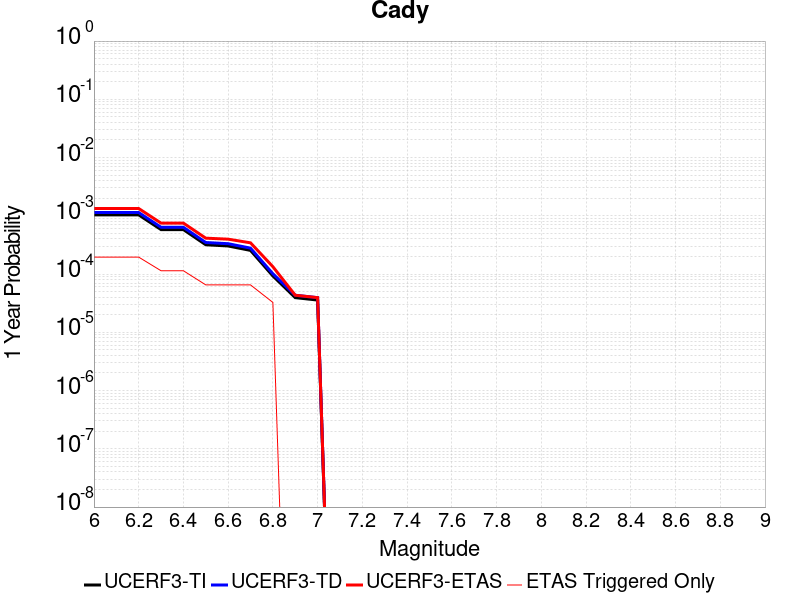 Cady
10^0
10^-1
10^-2
10^-3
10^-4
10^-5
10^-6
10^-7
10^-8
1 Year Probability
6 6.2 6.4 6.6 6.8 7 7.2 7.4 7.6 7.8 8 8.2 8.4 8.6 8.8 9
Magnitude
UCERF3-TI UCERF3-TD UCERF3-ETAS ETAS Triggered Only